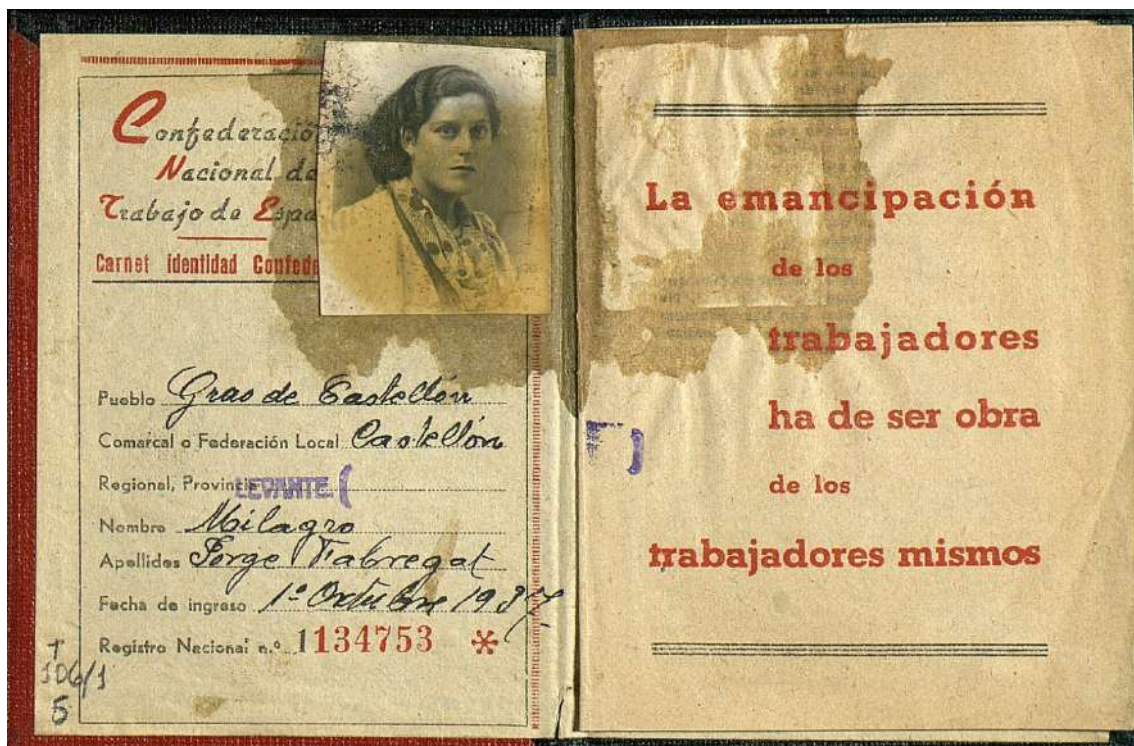 Confederació
Nacional de
Trabajo de Espa
Carnet identidad Confede
Pueblo Grao de Castellón
Comarcal o Federación Local Castellón
Regional, Provincia LEVANTE (
Nombre Milagro
Apellidos Jorge Fabregat
Fecha de ingreso 1º Octubre 1937
Registro Nacional n.º 1134753 *
106/1
5
La emancipación
de los
trabajadores
ha de ser obra
de los
trabajadores mismos